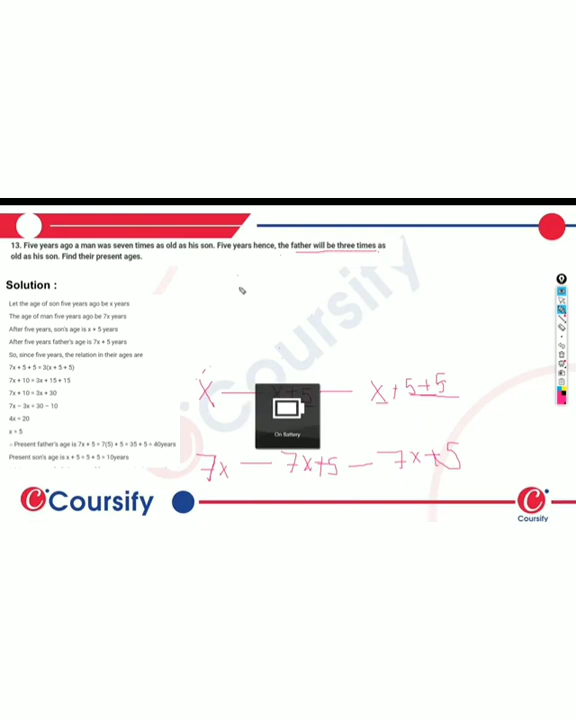 13. Five years ago a man was seven times as old as his son. Five years hence, the father will be three times as
old as his son. Find their present ages.
Solution :
Let the age of son five years ago be x years
The age of man five years ago be 7x years
After five years, son's age is x + 5 years
After five years father's age is 7x + 5 years
So, since five years, the relation in their ages are
7x + 5 + 5 = 3(x + 5 + 5)
7x + 10 = 3x + 15 + 15
7x + 10 = 3x + 30
7x − 3x = 30 − 10
4x = 20
x = 5
∴ Present father's age is 7x + 5 = 7(5) + 5 = 35 + 5 = 40years
Present son's age is x + 5 = 5 + 5 = 10years
x — x+5 — x+5+5
On Battery
7x — 7x+5 — 7x+5
Coursify
Coursify
Coursify